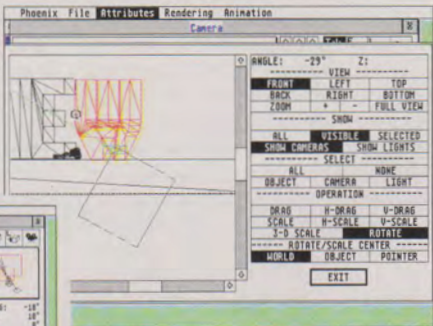 Phoenix File Attributes Rendering Animation
Camera
ANGLE: -29° Z:
VIEW
FRONT LEFT TOP
BACK RIGHT BOTTOM
ZOOM + - FULL VIEW
SHOW
ALL VISIBLE SELECTED
SHOW CAMERAS SHOW LIGHTS
SELECT
ALL NONE
OBJECT CAMERA LIGHT
OPERATION
DRAG H-DRAG V-DRAG
SCALE H-SCALE V-SCALE
3-D SCALE ROTATE
ROTATE/SCALE CENTER
WORLD OBJECT POINTER
EXIT
-18°
18°